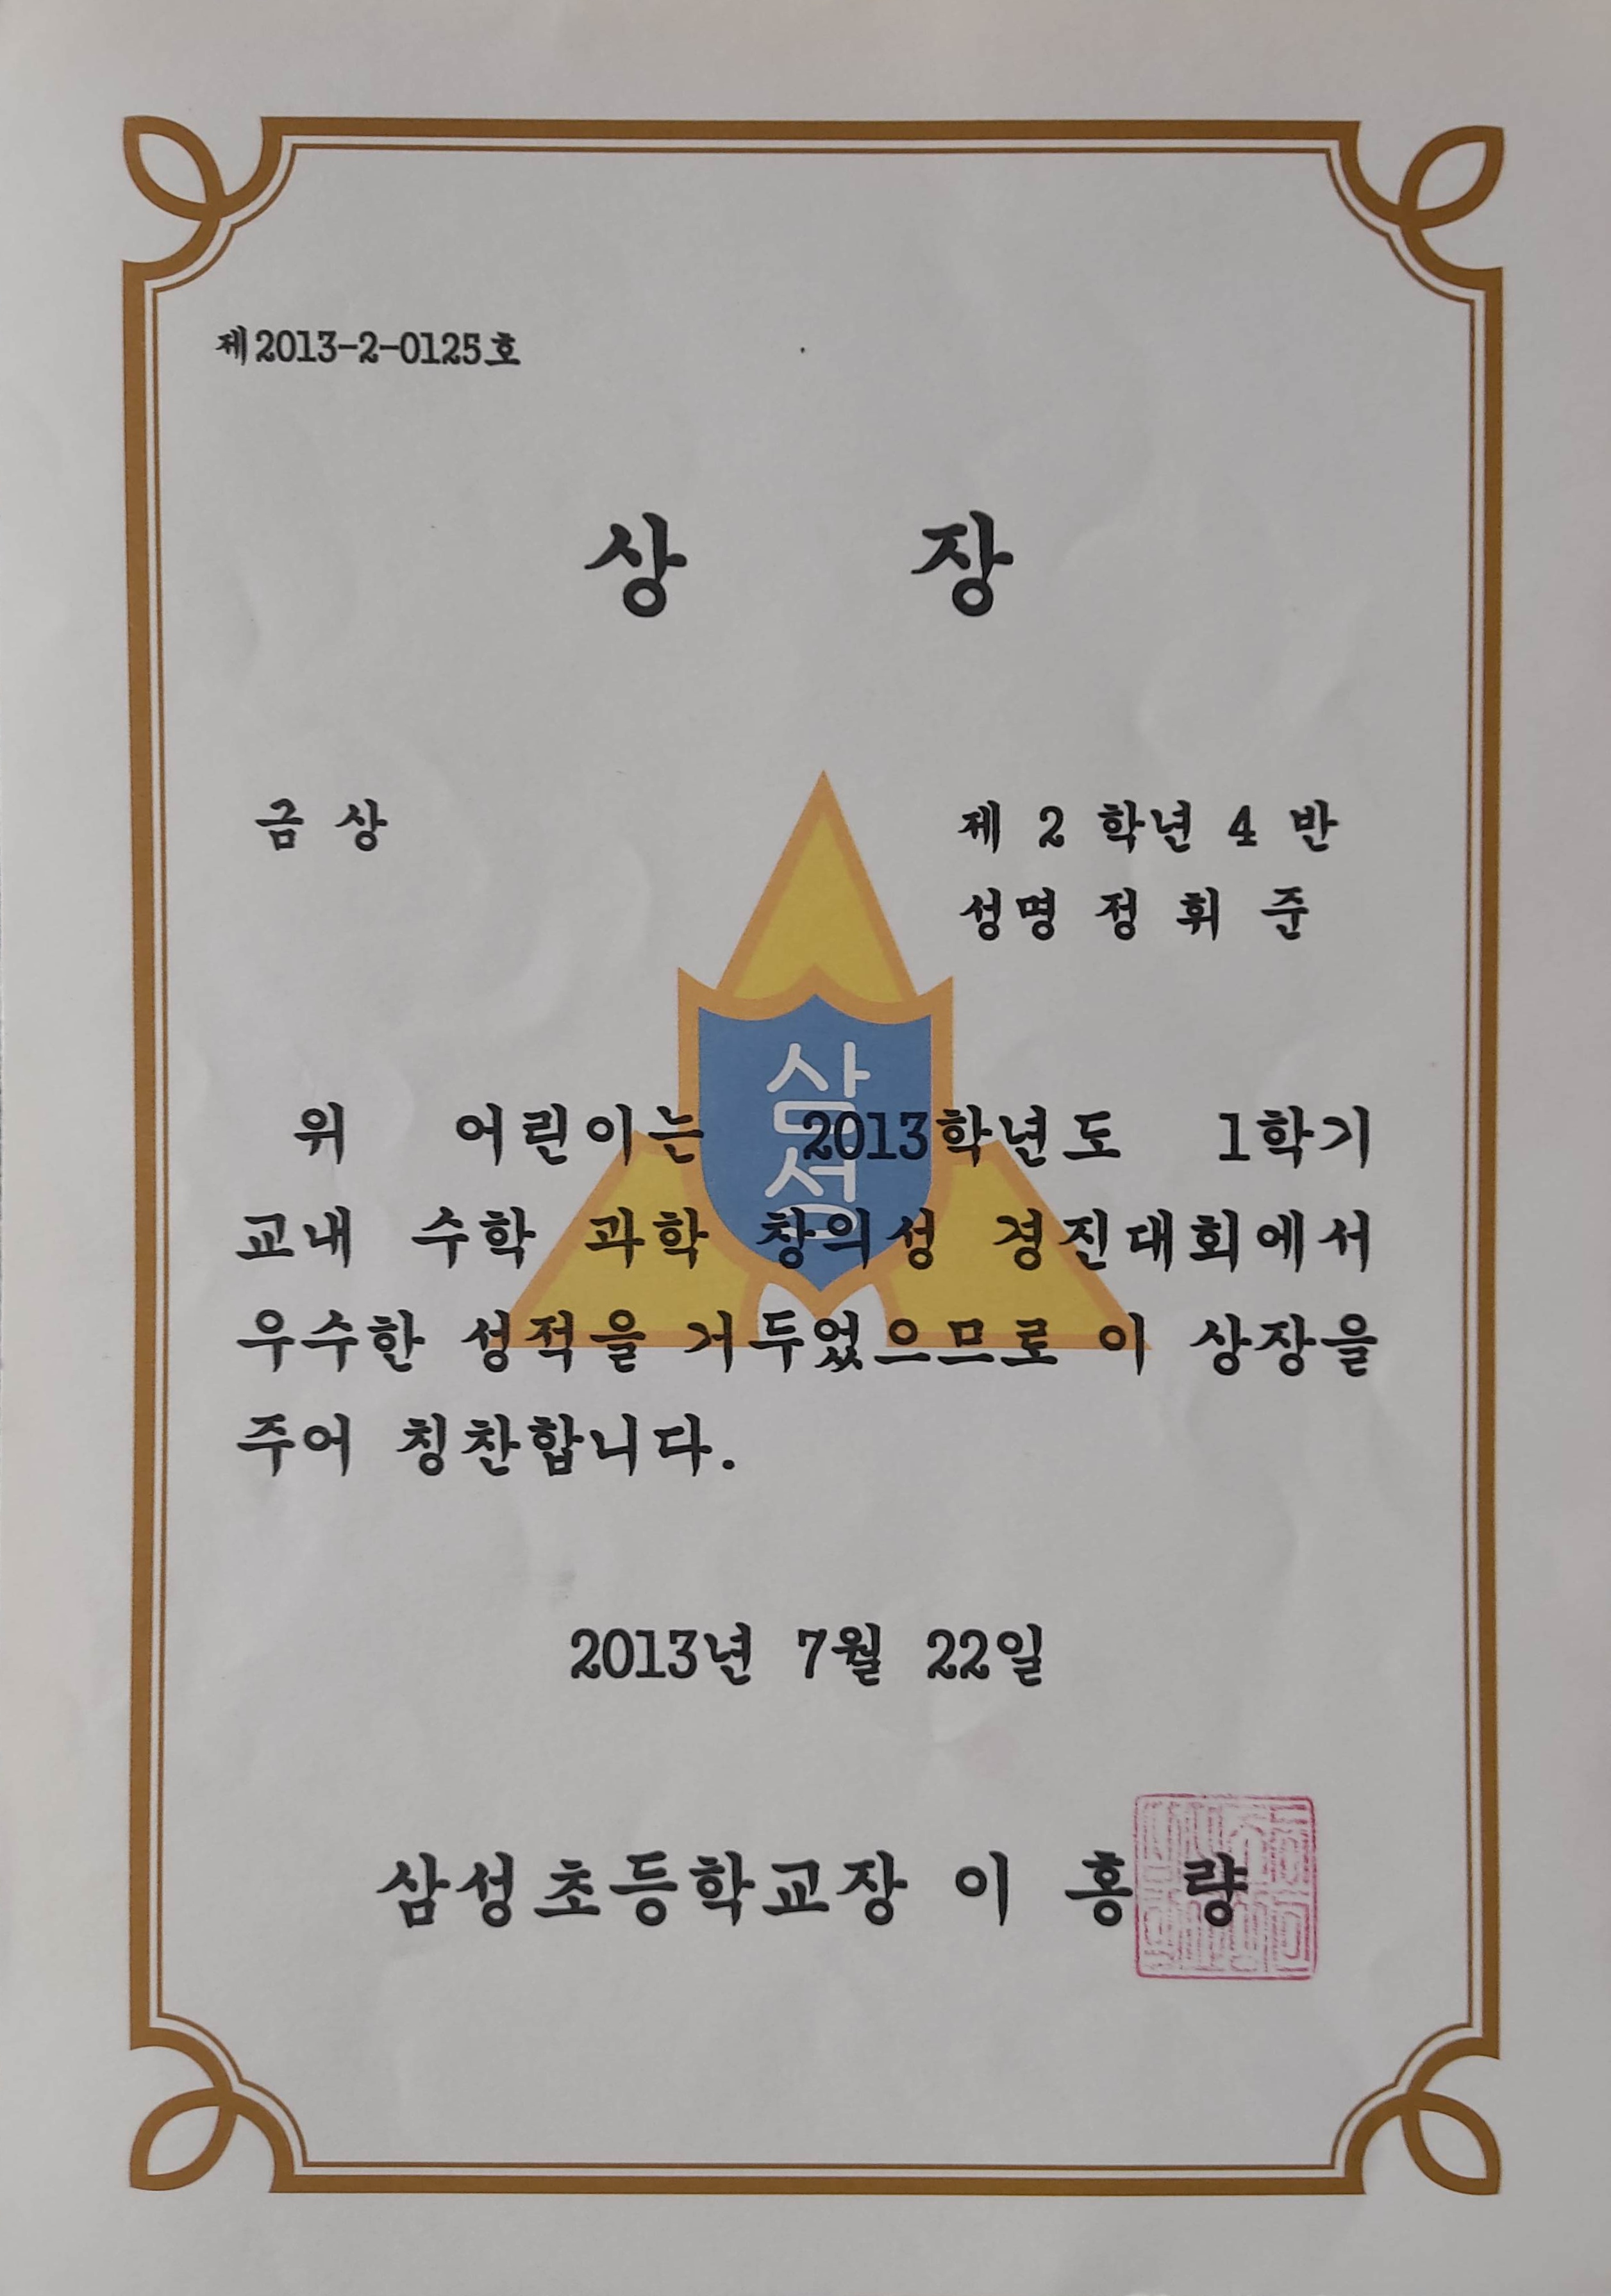 제2013-2-0125호
상 장
금 상
제 2 학년 4 반
성명 정 휘 준
삼성
위 어린이는 2013학년도 1학기
교내 수학 과학 창의성 경진대회에서
우수한 성적을 거두었으므로 이 상장을
주어 칭찬합니다.
2013년 7월 22일
삼성초등학교장 이 홍 량